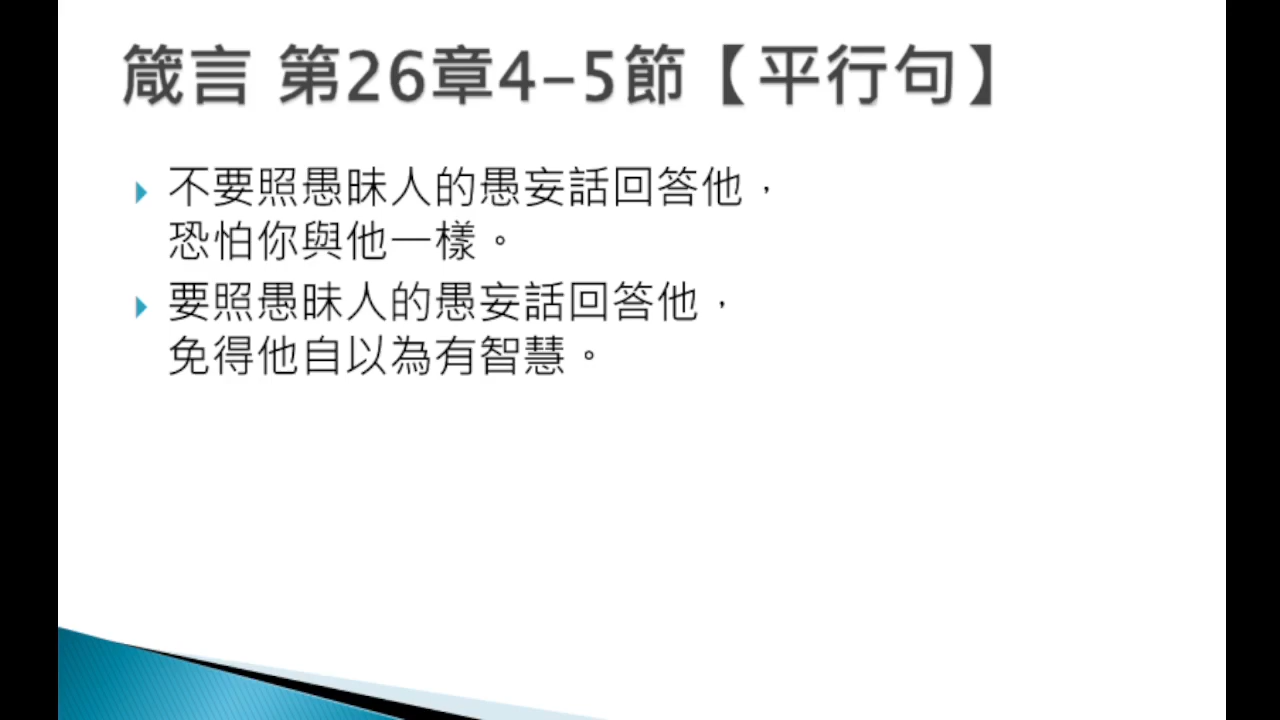 箴言 第26章4-5節【平行句】
不要照愚昧人的愚妄話回答他，
恐怕你與他一樣。
要照愚昧人的愚妄話回答他，
免得他自以為有智慧。